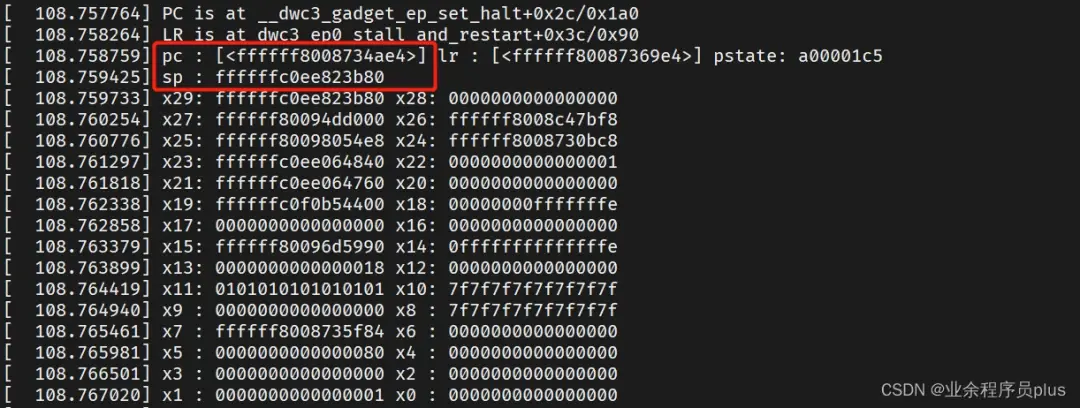 [  108.757764] PC is at __dwc3_gadget_ep_set_halt+0x2c/0x1a0
[  108.758264] LR is at dwc3_ep0_stall_and_restart+0x3c/0x90
[  108.758759] pc : [<ffffff8008734ae4>] lr : [<ffffff80087369e4>] pstate: a00001c5
[  108.759425] sp : ffffffc0ee823b80
[  108.759733] x29: ffffffc0ee823b80 x28: 0000000000000000
[  108.760254] x27: ffffff80094dd000 x26: ffffff8008c47bf8
[  108.760776] x25: ffffff80098054e8 x24: ffffff8008730bc8
[  108.761297] x23: ffffffc0ee064840 x22: 0000000000000001
[  108.761818] x21: ffffffc0ee064760 x20: 0000000000000000
[  108.762338] x19: ffffffc0f0b54400 x18: 00000000fffffffe
[  108.762858] x17: 0000000000000000 x16: 0000000000000000
[  108.763379] x15: ffffff80096d5990 x14: 0ffffffffffffffe
[  108.763899] x13: 0000000000000018 x12: 0000000000000000
[  108.764419] x11: 0101010101010101 x10: 7f7f7f7f7f7f7f7f
[  108.764940] x9 : 0000000000000000 x8 : 7f7f7f7f7f7f7f7f
[  108.765461] x7 : ffffff8008735f84 x6 : 0000000000000000
[  108.765981] x5 : 0000000000000080 x4 : 0000000000000000
[  108.766501] x3 : 0000000000000000 x2 : 0000000000000000
[  108.767020] x1 : 0000000000000001 x0 : 0000000000000000
CSDN @业余程序员plus